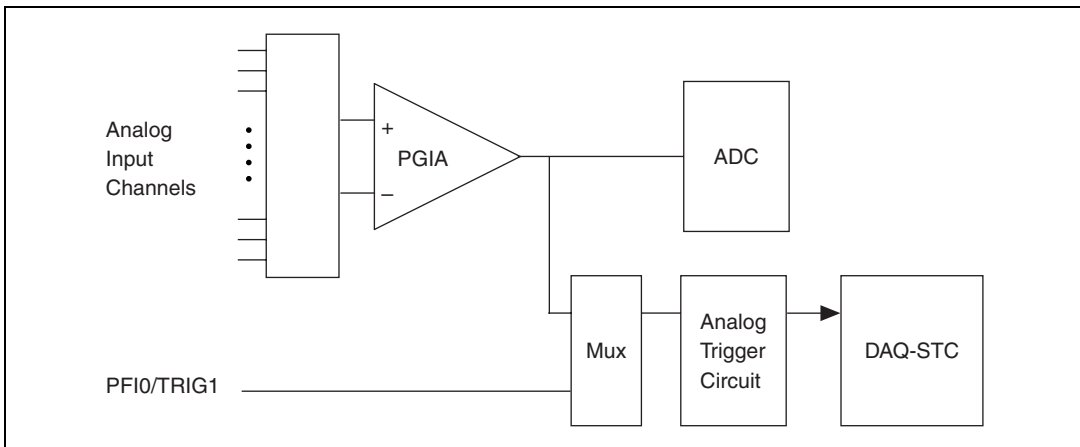 Analog
Input
Channels
+
PGIA
−
ADC
Mux
Analog
Trigger
Circuit
DAQ-STC
PFI0/TRIG1